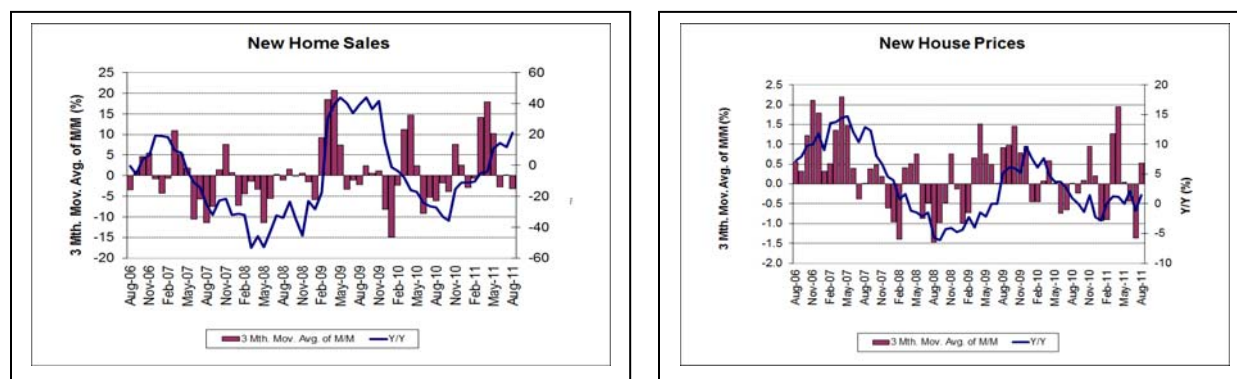 New Home Sales
3 Mth. Mov. Avg. of M/M (%)
25
20
15
10
5
0
-5
-10
-15
-20
60
40
20
0
-20
-40
-60
Aug-06
Nov-06
Feb-07
May-07
Aug-07
Nov-07
Feb-08
May-08
Aug-08
Nov-08
Feb-09
May-09
Aug-09
Nov-09
Feb-10
May-10
Aug-10
Nov-10
Feb-11
May-11
Aug-11
3 Mth. Mov. Avg. of M/M Y/Y
New House Prices
3 Mth. Mov. Avg. of M/M (%)
2.5
2.0
1.5
1.0
0.5
0.0
-0.5
-1.0
-1.5
-2.0
20
15
10
5
0
-5
-10
Y/Y (%)
Aug-06
Nov-06
Feb-07
May-07
Aug-07
Nov-07
Feb-08
May-08
Aug-08
Nov-08
Feb-09
May-09
Aug-09
Nov-09
Feb-10
May-10
Aug-10
Nov-10
Feb-11
May-11
Aug-11
3 Mth. Mov. Avg. of M/M Y/Y